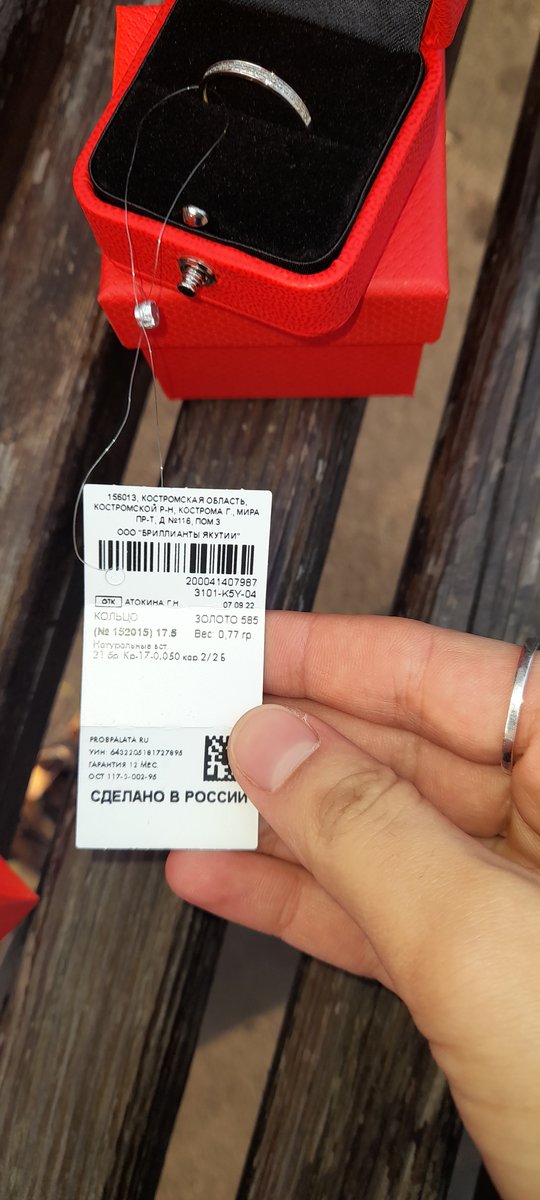 156013, КОСТРОМСКАЯ ОБЛАСТЬ,
КОСТРОМСКОЙ Р-Н, КОСТРОМА Г., МИРА
ПР-Т, Д №116, ПОМ 3
ООО "БРИЛЛИАНТЫ ЯКУТИИ"
200041407987
3101-К5Y-04
ОТК АТОКИНА Г.Н. 07.09.22
КОЛЬЦО ЗОЛОТО 585
(№ 152015) 17.5 Вес: 0,77 гр.
Натуральные вст.
21 бр. Кр-17-0,050 кар.2/2 Б
PROBPALATA.RU
УИН: 6432205181727895
ГАРАНТИЯ 12 МЕС.
ОСТ 117-3-002-95
СДЕЛАНО В РОССИИ